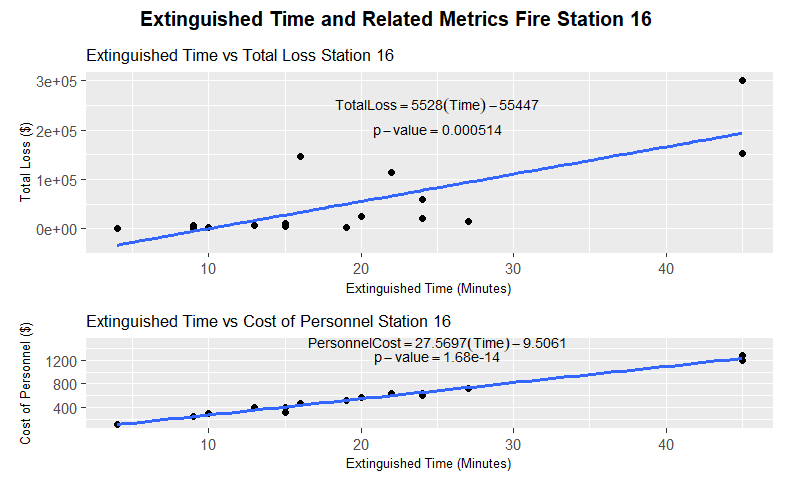 Extinguished Time and Related Metrics Fire Station 16
Extinguished Time vs Total Loss Station 16
Total Loss ($)
3e+05
2e+05
1e+05
0e+00
TotalLoss = 5528(Time) − 55447
p − value = 0.000514
10 20 30 40
Extinguished Time (Minutes)
Extinguished Time vs Cost of Personnel Station 16
Cost of Personnel ($)
1200
800
400
PersonnelCost = 27.5697(Time) − 9.5061
p − value = 1.68e-14
10 20 30 40
Extinguished Time (Minutes)